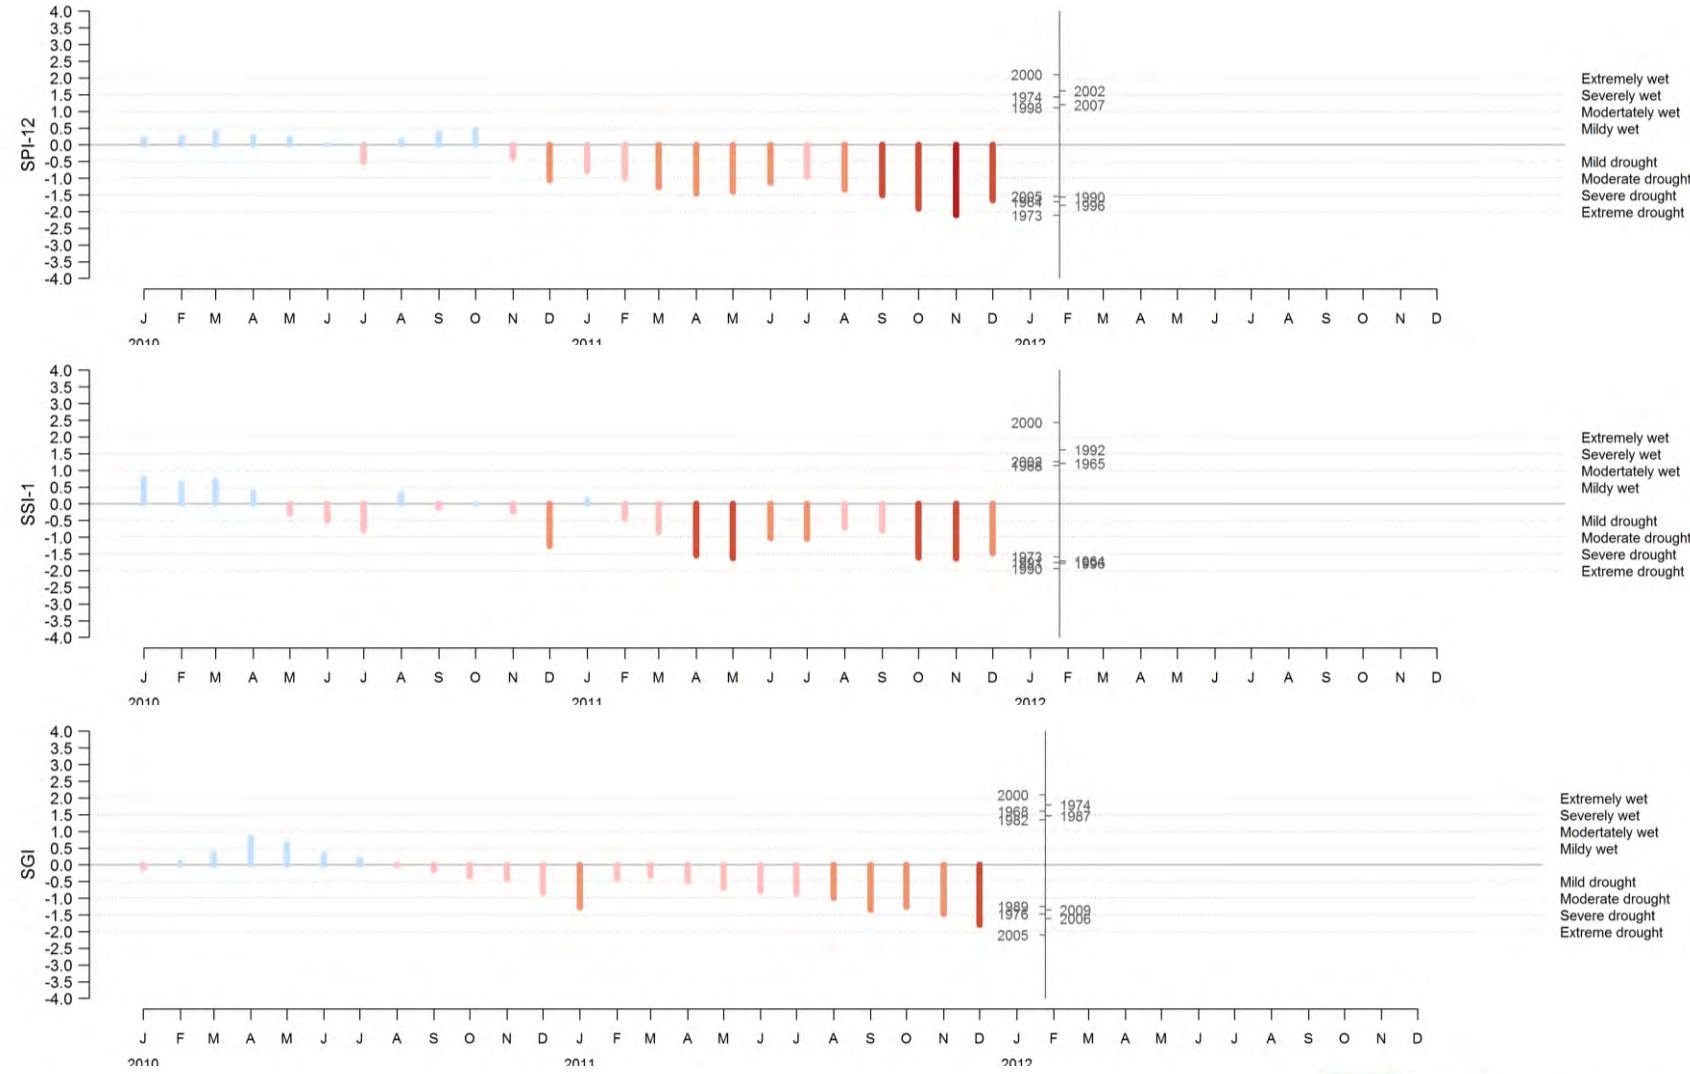 4.0
3.5
3.0
2.5
2.0
1.5
1.0
0.5
0.0
-0.5
-1.0
-1.5
-2.0
-2.5
-3.0
-3.5
-4.0
SPI-12
2000
2002
1974
2007
1998
1990
1996
1973
Extremely wet
Severely wet
Modertately wet
Mildy wet
Mild drought
Moderate drought
Severe drought
Extreme drought
J F M A M J J A S O N D J F M A M J J A S O N D J F M A M J J A S O N D
2010 2011 2012
4.0
3.5
3.0
2.5
2.0
1.5
1.0
0.5
0.0
-0.5
-1.0
-1.5
-2.0
-2.5
-3.0
-3.5
-4.0
SSI-1
2000
1992
1965
1973
1996
1990
Extremely wet
Severely wet
Modertately wet
Mildy wet
Mild drought
Moderate drought
Severe drought
Extreme drought
J F M A M J J A S O N D J F M A M J J A S O N D J F M A M J J A S O N D
2010 2011 2012
4.0
3.5
3.0
2.5
2.0
1.5
1.0
0.5
0.0
-0.5
-1.0
-1.5
-2.0
-2.5
-3.0
-3.5
-4.0
SGI
2000
1974
1968
1987
1982
1989
2009
1976
2006
2005
Extremely wet
Severely wet
Modertately wet
Mildy wet
Mild drought
Moderate drought
Severe drought
Extreme drought
J F M A M J J A S O N D J F M A M J J A S O N D J F M A M J J A S O N D
2010 2011 2012